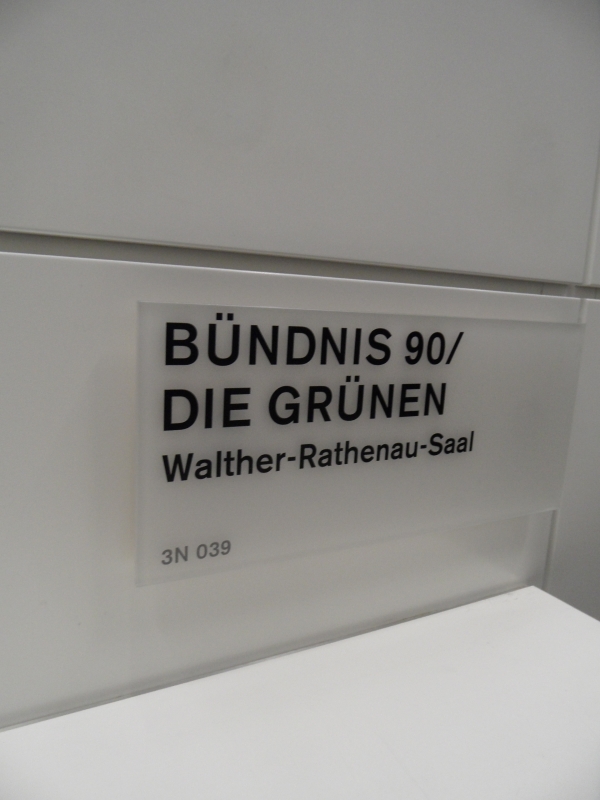 BÜNDNIS 90/
DIE GRÜNEN
Walther-Rathenau-Saal
3N 039